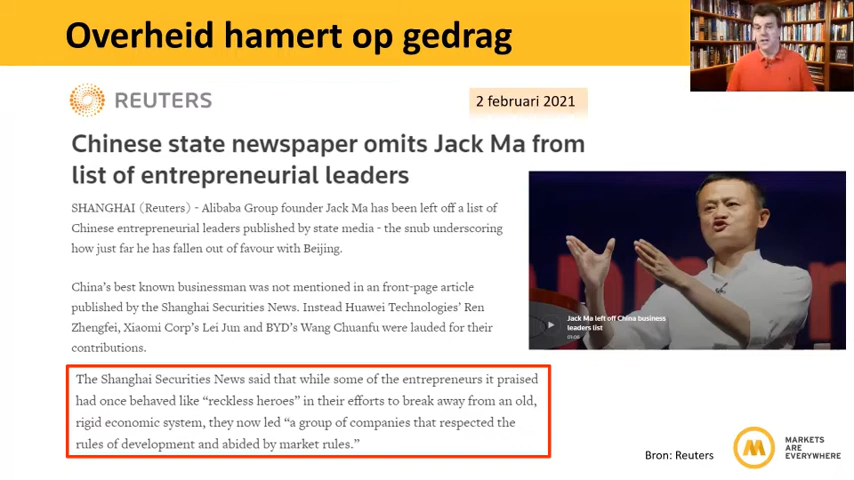 Overheid hamert op gedrag
REUTERS
2 februari 2021
Chinese state newspaper omits Jack Ma from
list of entrepreneurial leaders
SHANGHAI (Reuters) - Alibaba Group founder Jack Ma has been left off a list of
Chinese entrepreneurial leaders published by state media - the snub underscoring
how just far he has fallen out of favour with Beijing.
China's best known businessman was not mentioned in an front-page article
published by the Shanghai Securities News. Instead Huawei Technologies' Ren
Zhengfei, Xiaomi Corp's Lei Jun and BYD's Wang Chuanfu were lauded for their
contributions.
Jack Ma left off China business
leaders list
The Shanghai Securities News said that while some of the entrepreneurs it praised
had once behaved like “reckless heroes” in their efforts to break away from an old,
rigid economic system, they now led “a group of companies that respected the
rules of development and abided by market rules.”
Bron: Reuters
M
MARKETS
ARE
EVERYWHERE